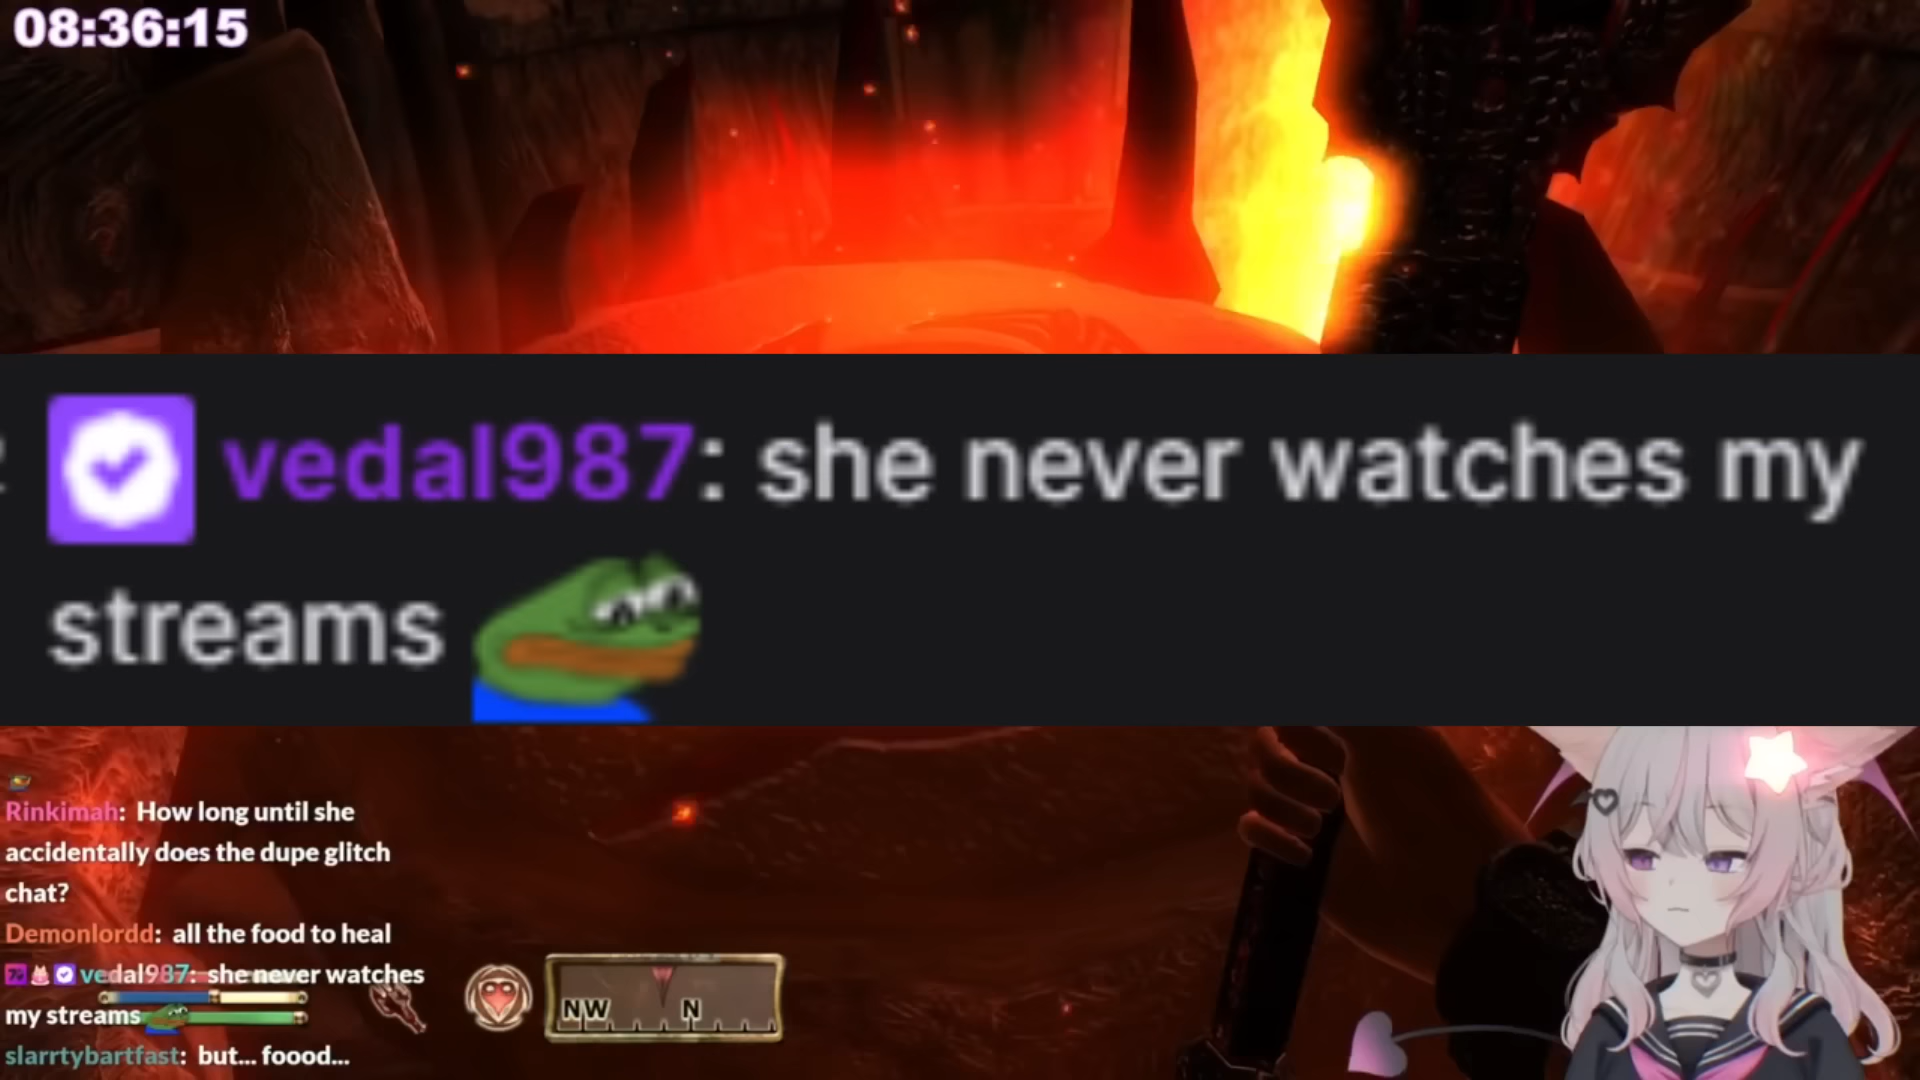 08:36:15
vedal987: she never watches my
streams
Rinkimah: How long until she
accidentally does the dupe glitch
chat?
Demonlordd: all the food to heal
vedal987: she never watches
my streams
slarrtybartfast: but... foood...
NW N